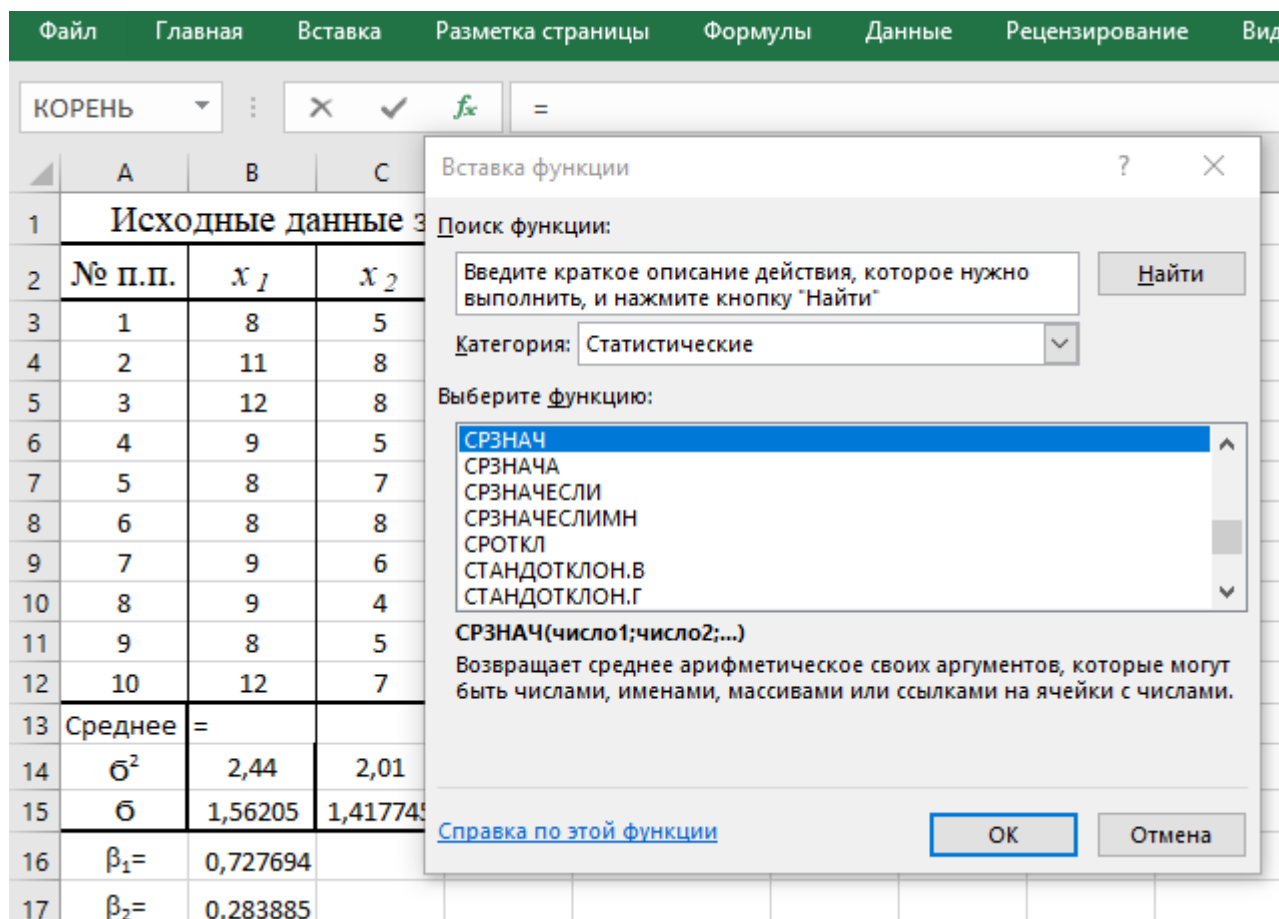 Файл Главная Вставка Разметка страницы Формулы Данные Рецензирование Вид
КОРЕНЬ fx =
A B C
Вставка функции ?
1 Исходные данные з
Поиск функции:
2 № п.п. x 1 x 2
Введите краткое описание действия, которое нужно
выполнить, и нажмите кнопку "Найти"
Найти
3 1 8 5
Категория: Статистические
4 2 11 8
5 3 12 8
Выберите функцию:
6 4 9 5
7 5 8 7
8 6 8 8
9 7 9 6
10 8 9 4
11 9 8 5
12 10 12 7
СРЗНАЧ
СРЗНАЧА
СРЗНАЧЕСЛИ
СРЗНАЧЕСЛИМН
СРОТКЛ
СТАНДОТКЛОН.В
СТАНДОТКЛОН.Г
СРЗНАЧ(число1;число2;...)
Возвращает среднее арифметическое своих аргументов, которые могут
быть числами, именами, массивами или ссылками на ячейки с числами.
13 Среднее =
14 б² 2,44 2,01
15 б 1,56205 1,417745
Справка по этой функции
ОК Отмена
16 β₁= 0,727694
17 β₂= 0,283885